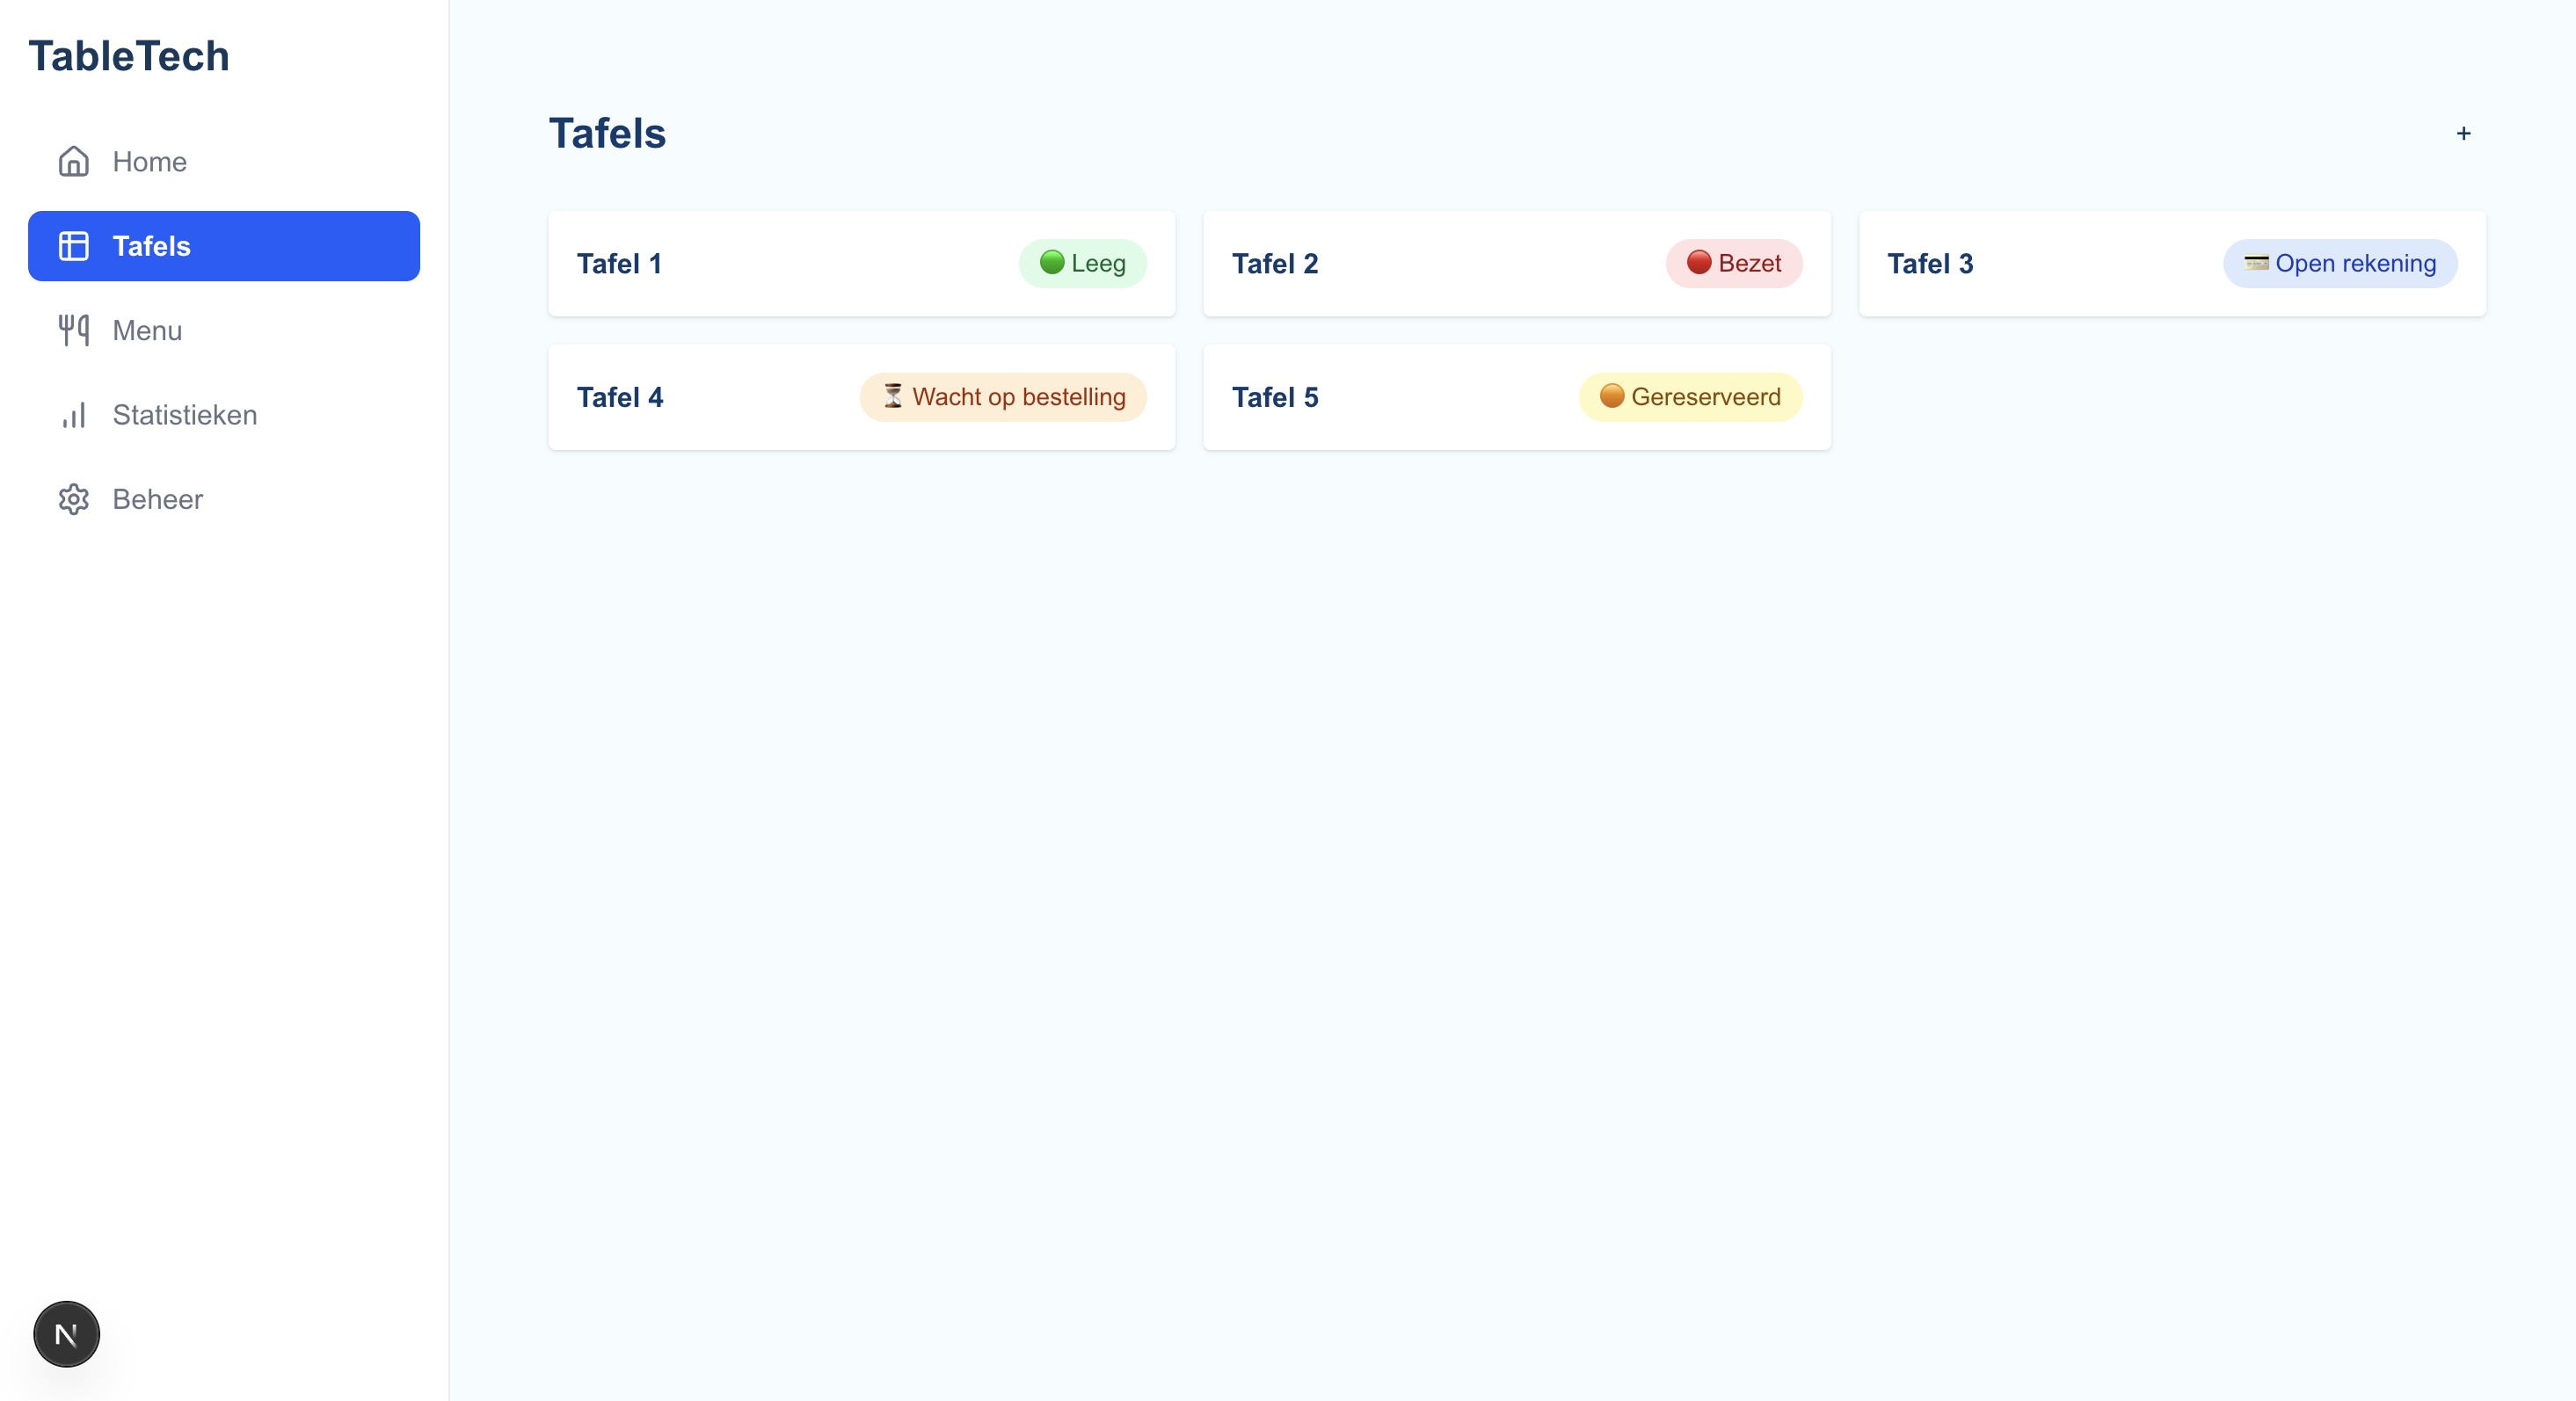 TableTech
Home
Tafels
Menu
Statistieken
Beheer
N
Tafels
+
Tafel 1
🟢 Leeg
Tafel 2
🔴 Bezet
Tafel 3
💳 Open rekening
Tafel 4
⏳ Wacht op bestelling
Tafel 5
🟠 Gereserveerd